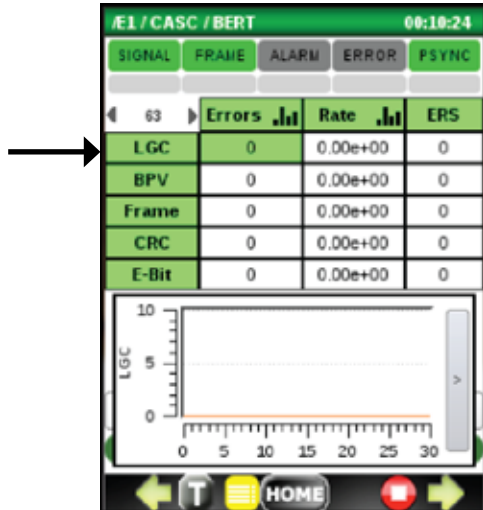 Æ1 / CASC / BERT 00:10:24
SIGNAL FRAME ALARM ERROR PSYNC
63 Errors Rate ERS
LGC 0 0.00e+00 0
BPV 0 0.00e+00 0
Frame 0 0.00e+00 0
CRC 0 0.00e+00 0
E-Bit 0 0.00e+00 0
10
LGC
5
>
0
0 5 10 15 20 25 30
T HOME